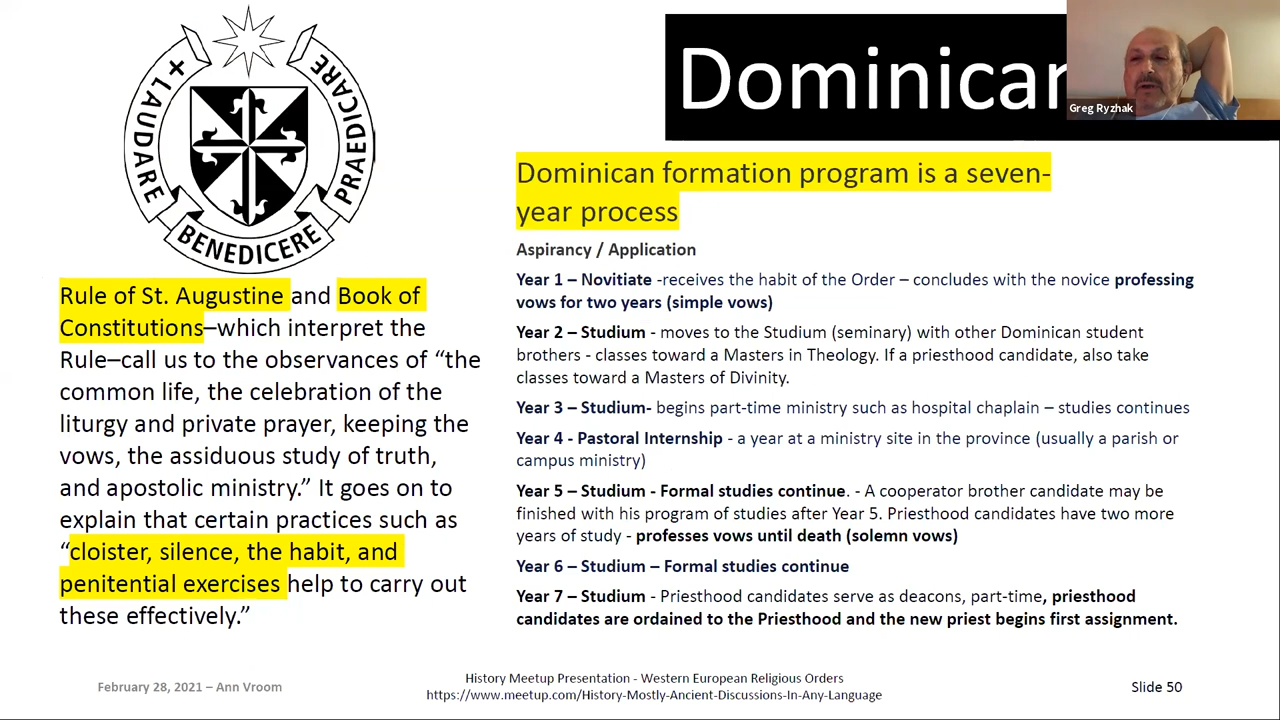 LAUDARE
BENEDICERE
PRAEDICARE
Dominican
Greg Ryzhak
Rule of St. Augustine and Book of
Constitutions–which interpret the
Rule–call us to the observances of “the
common life, the celebration of the
liturgy and private prayer, keeping the
vows, the assiduous study of truth,
and apostolic ministry.” It goes on to
explain that certain practices such as
“cloister, silence, the habit, and
penitential exercises help to carry out
these effectively.”
Dominican formation program is a seven-
year process
Aspirancy / Application
Year 1 – Novitiate -receives the habit of the Order – concludes with the novice professing
vows for two years (simple vows)
Year 2 – Studium - moves to the Studium (seminary) with other Dominican student
brothers - classes toward a Masters in Theology. If a priesthood candidate, also take
classes toward a Masters of Divinity.
Year 3 – Studium- begins part-time ministry such as hospital chaplain – studies continues
Year 4 - Pastoral Internship - a year at a ministry site in the province (usually a parish or
campus ministry)
Year 5 – Studium - Formal studies continue. - A cooperator brother candidate may be
finished with his program of studies after Year 5. Priesthood candidates have two more
years of study - professes vows until death (solemn vows)
Year 6 – Studium – Formal studies continue
Year 7 – Studium - Priesthood candidates serve as deacons, part-time, priesthood
candidates are ordained to the Priesthood and the new priest begins first assignment.
February 28, 2021 – Ann Vroom
History Meetup Presentation - Western European Religious Orders
https://www.meetup.com/History-Mostly-Ancient-Discussions-In-Any-Language
Slide 50